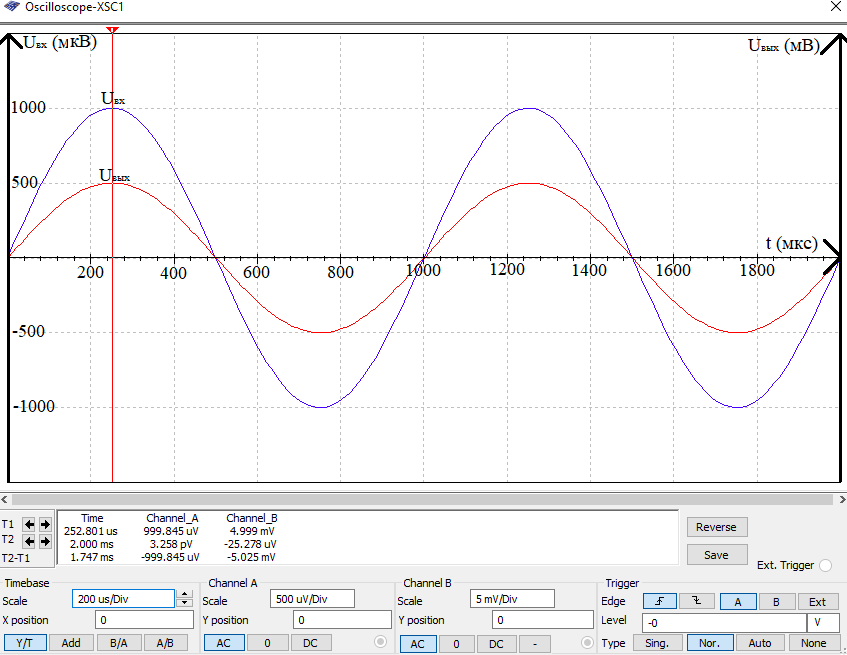 Oscilloscope-XSC1
Uвх (мкВ)
Uвых (мВ)
Uвх
1000
Uвых
500
t (мкс)
200 400 600 800 1000 1200 1400 1600 1800
-500
-1000
Time Channel_A Channel_B
T1 252.801 us 999.845 uV 4.999 mV
T2 2.000 ms 3.258 pV -25.278 uV
T2-T1 1.747 ms -999.845 uV -5.025 mV
Reverse
Save
Ext. Trigger
Timebase Channel A Channel B Trigger
Scale 200 us/Div Scale 500 uV/Div Scale 5 mV/Div Edge A B Ext
X position 0 Y position 0 Y position 0 Level -0 V
Y/T Add B/A A/B AC 0 DC AC 0 DC - Type Sing. Nor. Auto None